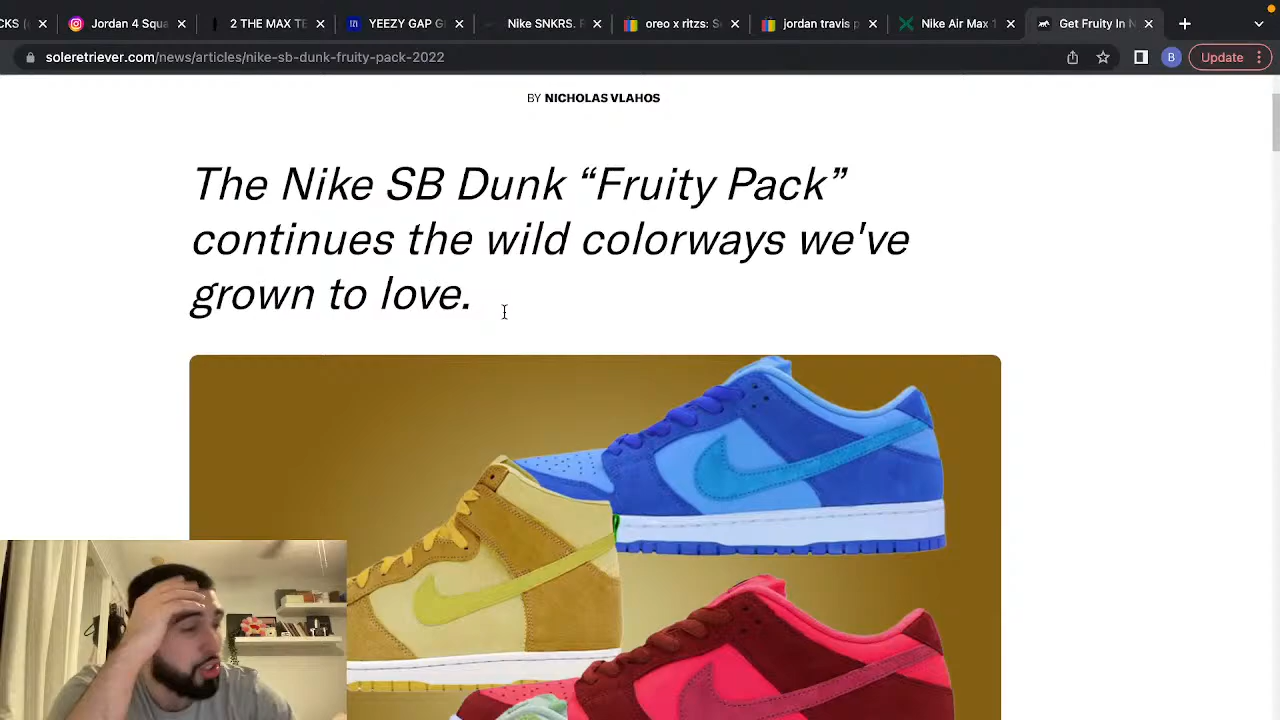 CKS (
Jordan 4 Squa
2 THE MAX TE
YEEZY GAP G
Nike SNKRS. F
oreo x ritzs: S
jordan travis p
Nike Air Max 1
Get Fruity In N
soleretriever.com/news/articles/nike-sb-dunk-fruity-pack-2022
B
Update
BY NICHOLAS VLAHOS
The Nike SB Dunk “Fruity Pack”
continues the wild colorways we've
grown to love.